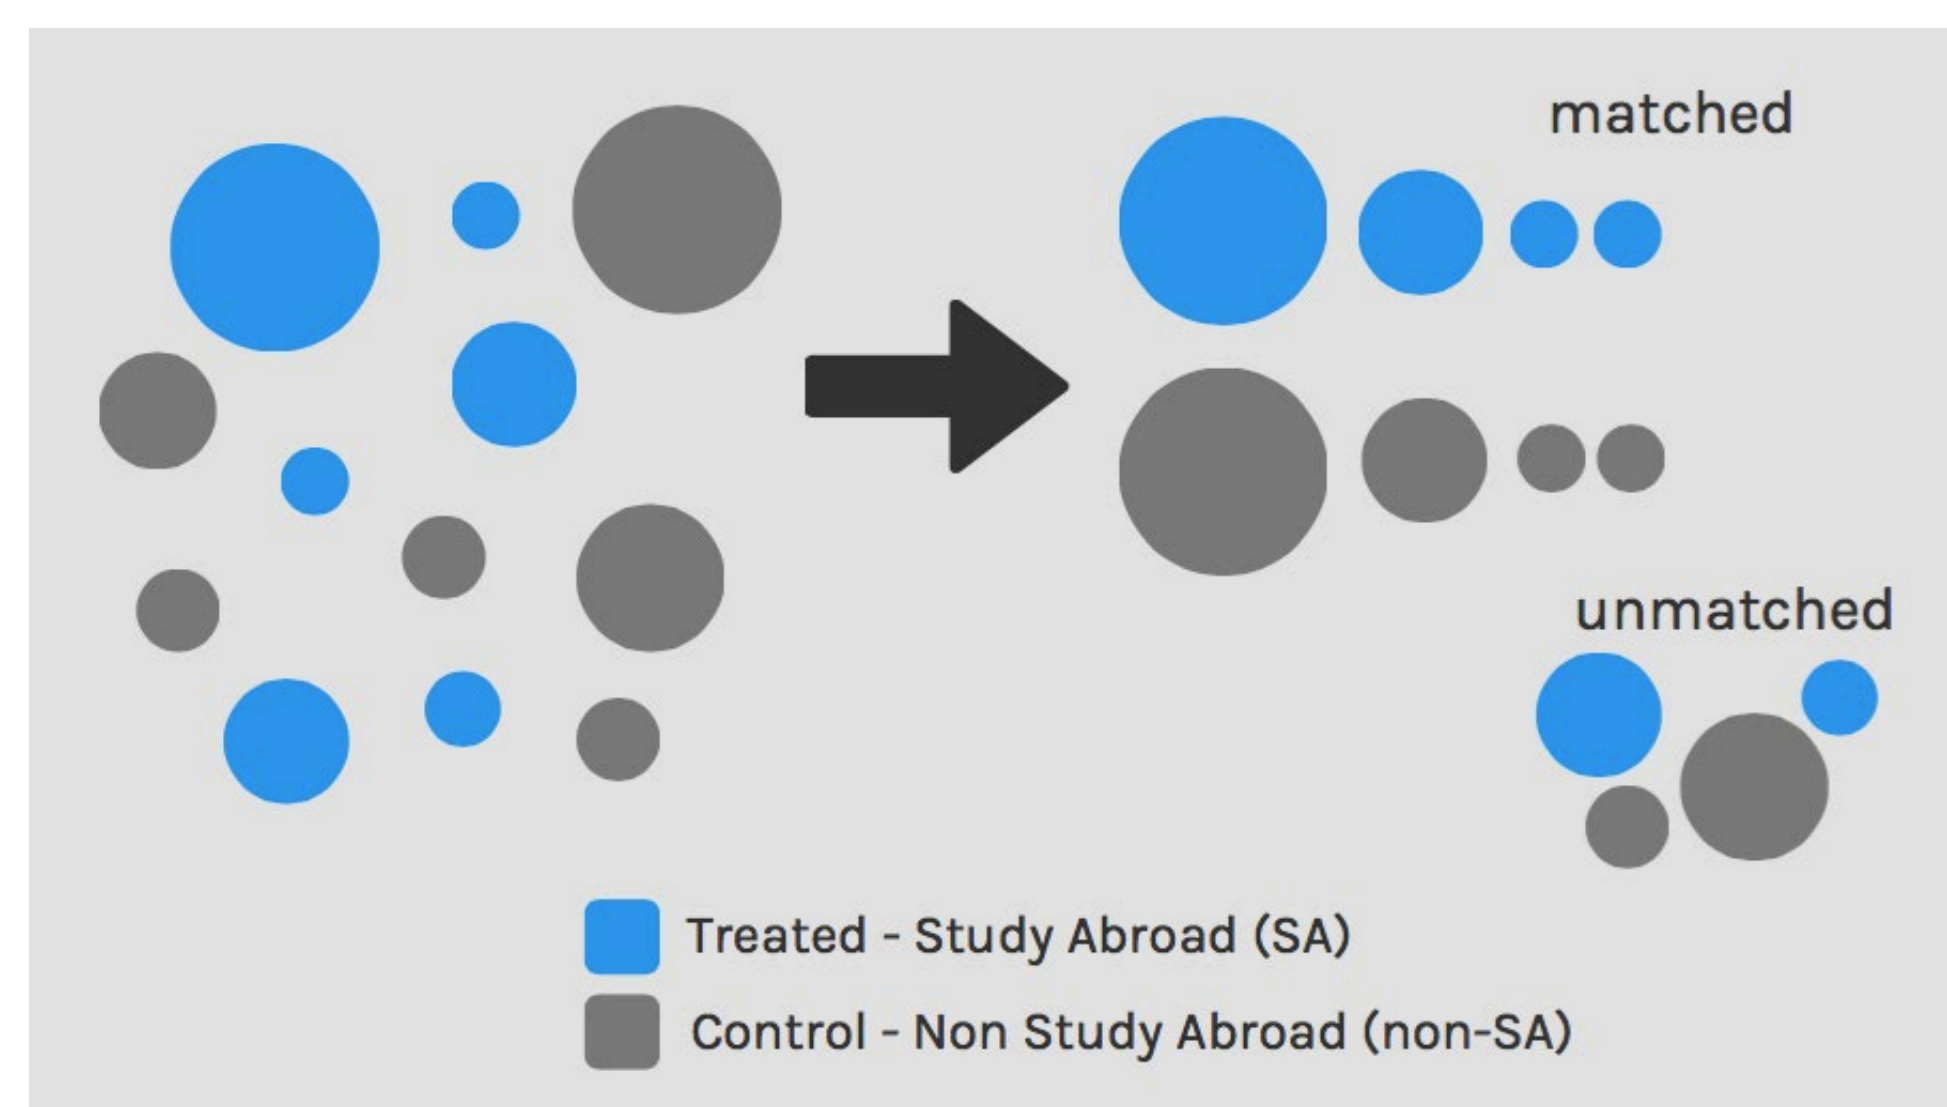 matched
unmatched
Treated - Study Abroad (SA)
Control - Non Study Abroad (non-SA)